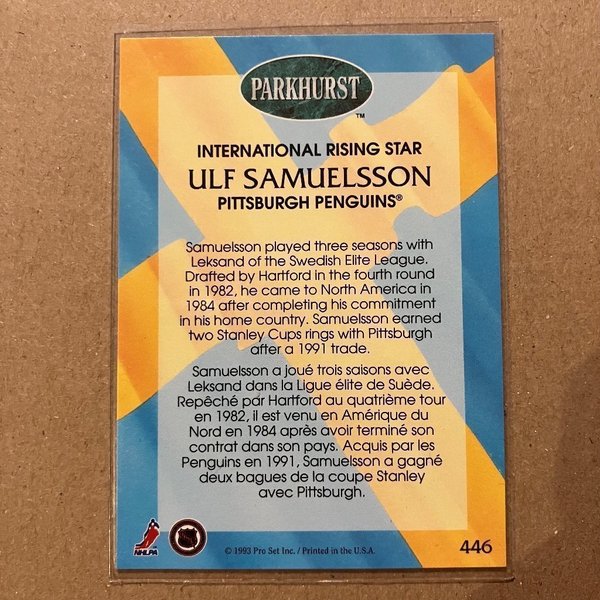 PARKHURST
™
INTERNATIONAL RISING STAR
ULF SAMUELSSON
PITTSBURGH PENGUINS®
Samuelsson played three seasons with
Leksand of the Swedish Elite League.
Drafted by Hartford in the fourth round
in 1982, he came to North America in
1984 after completing his commitment
in his home country. Samuelsson earned
two Stanley Cups rings with Pittsburgh
after a 1991 trade.
Samuelsson a joué trois saisons avec
Leksand dans la Ligue élite de Suède.
Repêché par Hartford au quatrième tour
en 1982, il est venu en Amérique du
Nord en 1984 après avoir terminé son
contrat dans son pays. Acquis par les
Penguins en 1991, Samuelsson a gagné
deux bagues de la coupe Stanley
avec Pittsburgh.
NHLPA
© 1993 Pro Set Inc. / Printed in the U.S.A.
446